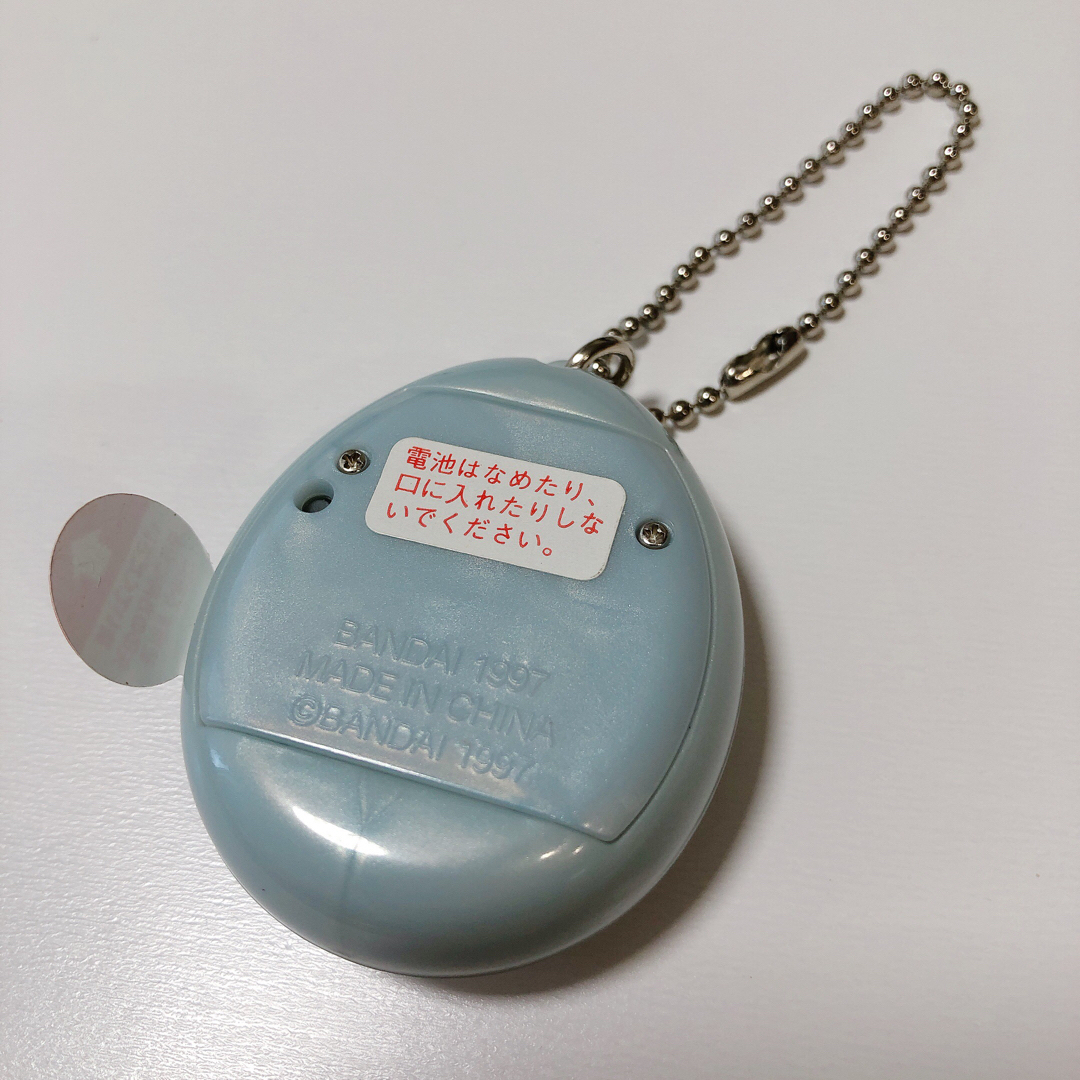 電池はなめたり、
口に入れたりしな
いでください。
BANDAI 1997
MADE IN CHINA
©BANDAI 1997